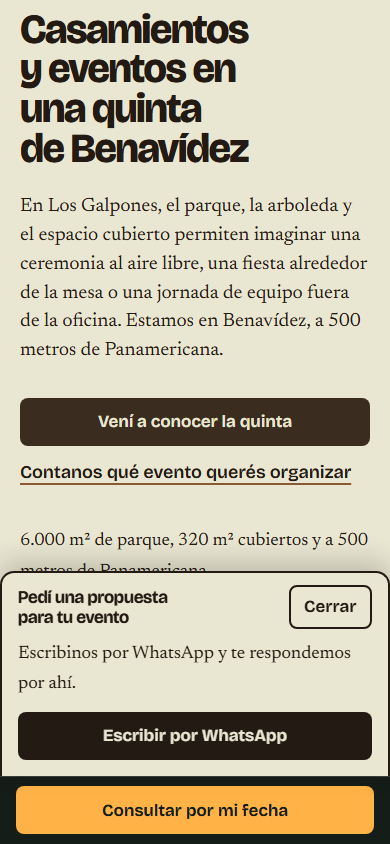 Casamientos
y eventos en
una quinta
de Benavídez
En Los Galpones, el parque, la arboleda y
el espacio cubierto permiten imaginar una
ceremonia al aire libre, una fiesta alrededor
de la mesa o una jornada de equipo fuera
de la oficina. Estamos en Benavídez, a 500
metros de Panamericana.
Vení a conocer la quinta
Contanos qué evento querés organizar
6.000 m² de parque, 320 m² cubiertos y a 500
metros de Panamericana
Pedí una propuesta
para tu evento
Cerrar
Escribinos por WhatsApp y te respondemos
por ahí.
Escribir por WhatsApp
Consultar por mi fecha